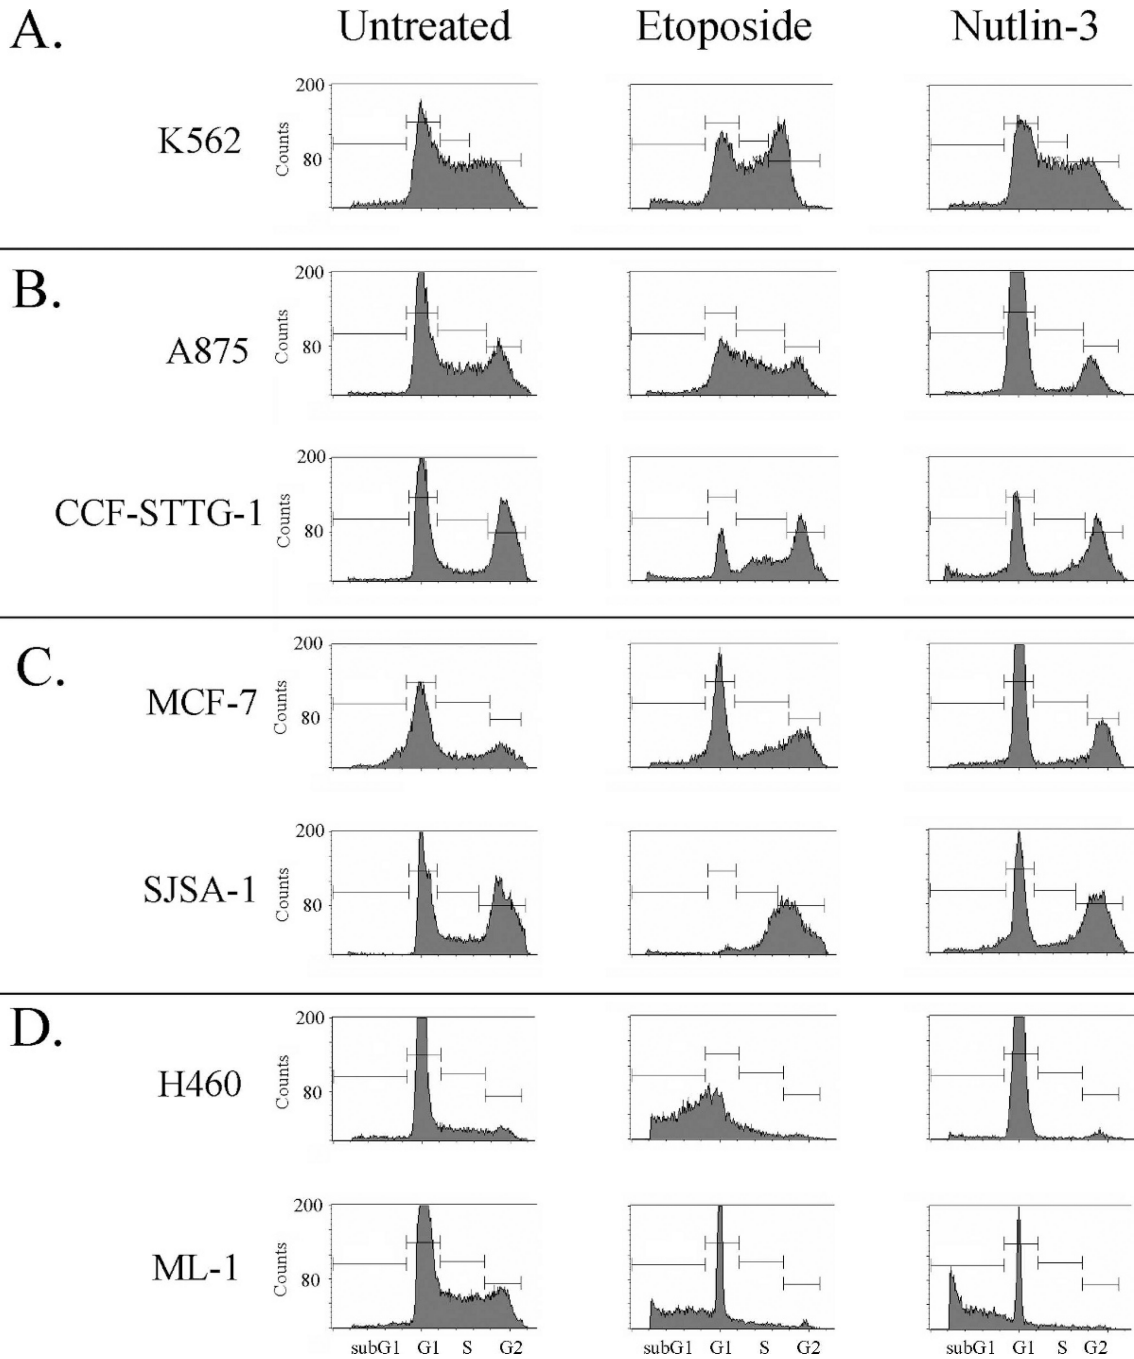 A. Untreated Etoposide Nutlin-3
200
K562
Counts
80
B.
200
A875
Counts
80
200
CCF-STTG-1
Counts
80
C.
200
MCF-7
Counts
80
200
SJSA-1
Counts
80
D.
200
H460
Counts
80
200
ML-1
Counts
80
subG1 G1 S G2 subG1 G1 S G2 subG1 G1 S G2